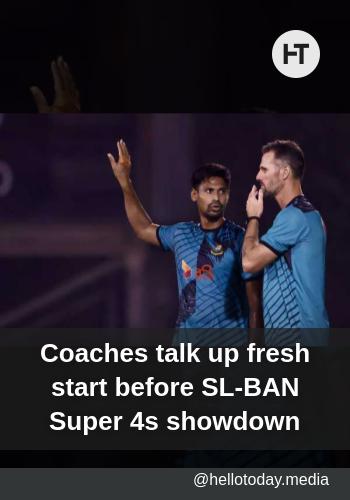 HT
Coaches talk up fresh
start before SL-BAN
Super 4s showdown
@hellotoday.media